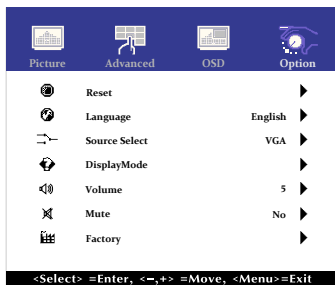 Picture Advanced OSD Option
Reset
Language English
Source Select VGA
DisplayMode
Volume 5
Mute No
Factory
<Select> =Enter, <−,+> =Move, <Menu>=Exit